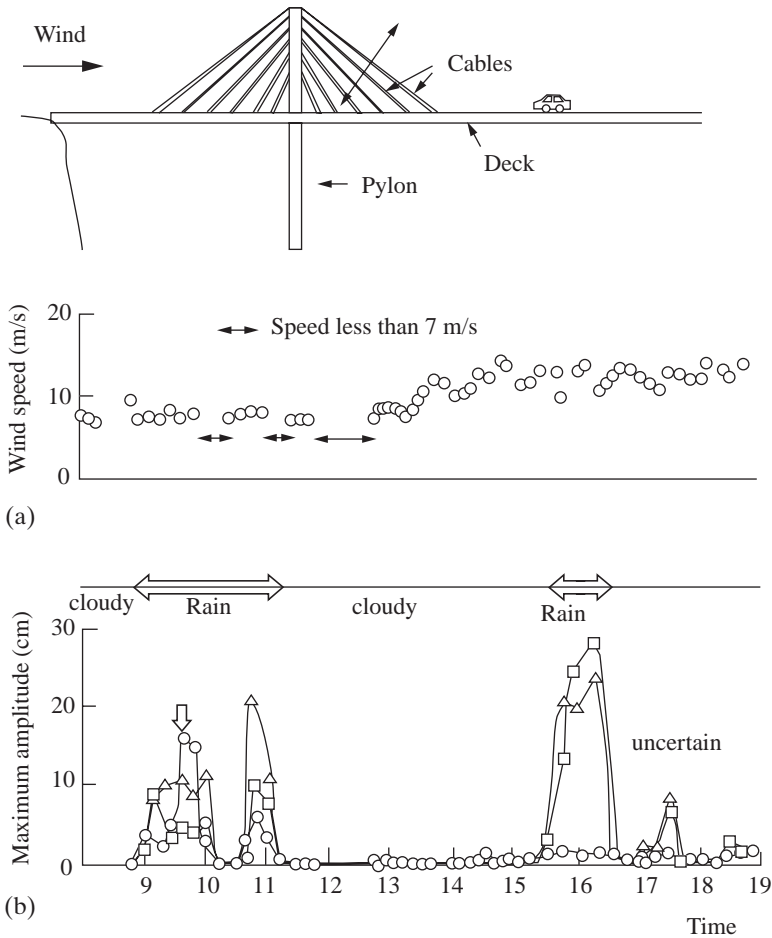 Wind
Cables
Deck
Pylon
Wind speed (m/s)
20
10
0
Speed less than 7 m/s
(a)
cloudy
Rain
cloudy
Rain
Maximum amplitude (cm)
30
20
10
0
uncertain
9 10 11 12 13 14 15 16 17 18 19
(b)
Time